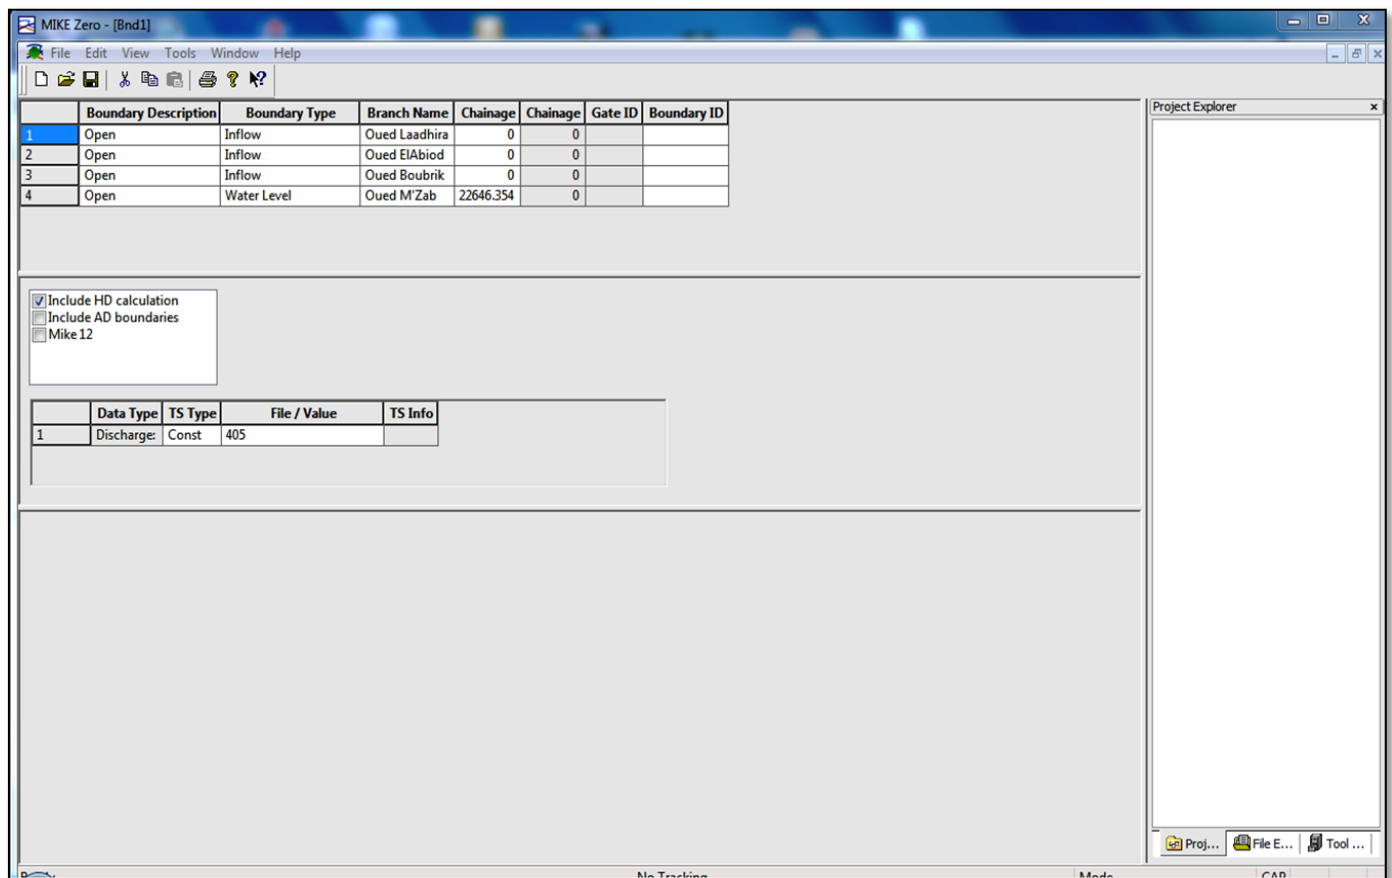 MIKE Zero - [Bnd1]
File Edit View Tools Window Help
Boundary Description Boundary Type Branch Name Chainage Chainage Gate ID Boundary ID
1 Open Inflow Oued Laadhira 0 0
2 Open Inflow Oued ElAbiod 0 0
3 Open Inflow Oued Boubrik 0 0
4 Open Water Level Oued M'Zab 22646.354 0
Project Explorer
Include HD calculation
Include AD boundaries
Mike 12
Data Type TS Type File / Value TS Info
1 Discharge: Const 405
Proj... File E... Tool ...
No Tracking Mode CAP